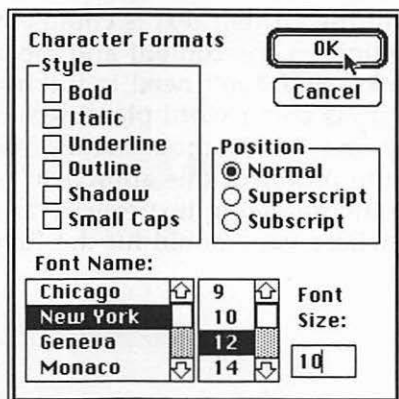 Character Formats
OK
Style
Bold
Italic
Underline
Outline
Shadow
Small Caps
Cancel
Position
Normal
Superscript
Subscript
Font Name:
Chicago
New York
Geneva
Monaco
9
10
12
14
Font
Size:
10